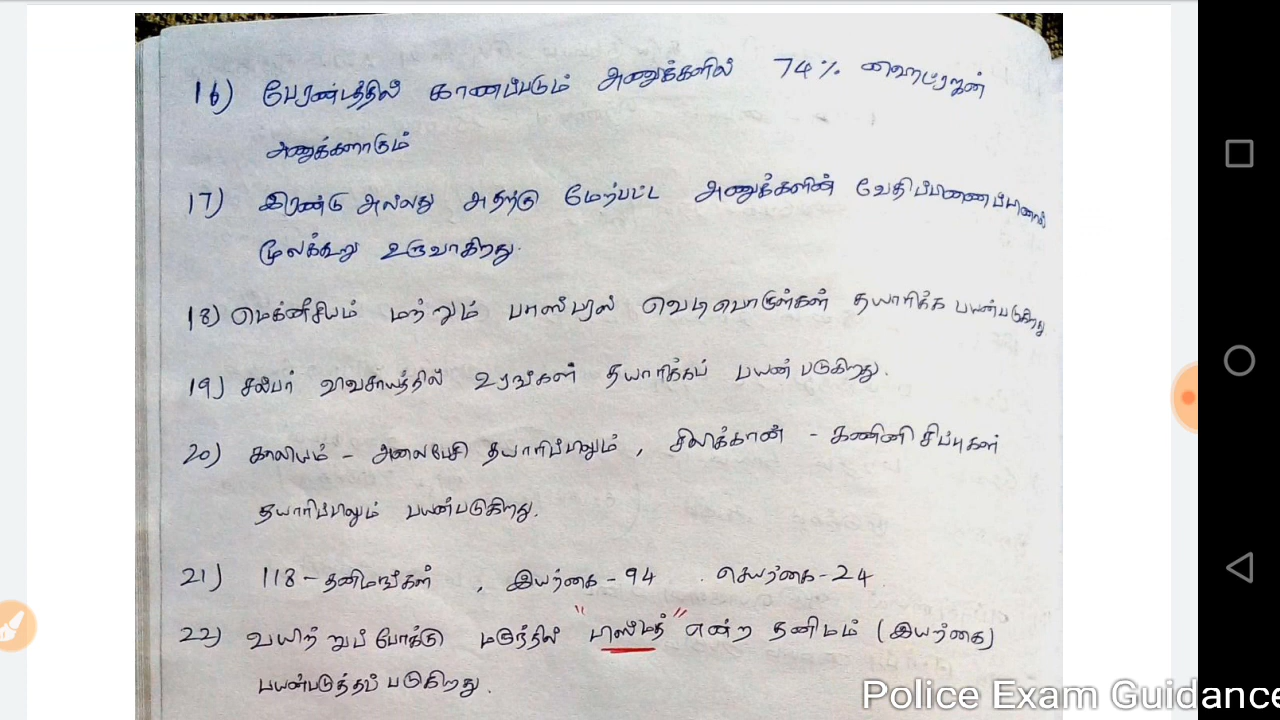 16) பேரண்டத்தில் காணப்படும் அணுக்களில் 74% ஹைட்ரஜன்
அணுக்களாகும்
17) இரண்டு அல்லது அதற்கு மேற்பட்ட அணுக்களின் வேதிப்பிணைப்பினால்
மூலக்கூறு உருவாகிறது.
18) மெக்னீசியம் மற்றும் பாஸ்பரஸ் வெடிபொருள்கள் தயாரிக்க பயன்படுகிறது
19) சல்பர் விவசாயத்தில் உரங்கள் தயாரிக்கப் பயன் படுகிறது.
20) காலியம் - அலைபேசி தயாரிப்பிலும் , சிலிக்கான் - கணினி சிப்புகள்
தயாரிப்பிலும் பயன்படுகிறது.
21) 118 - தனிமங்கள் , இயற்கை - 94 . செயற்கை - 24
22) வயிற்றுப் போக்கு மருந்தில் "பிஸ்மத்" என்ற தனிமம் (இயற்கை)
பயன்படுத்தப் படுகிறது.
Police Exam Guidance